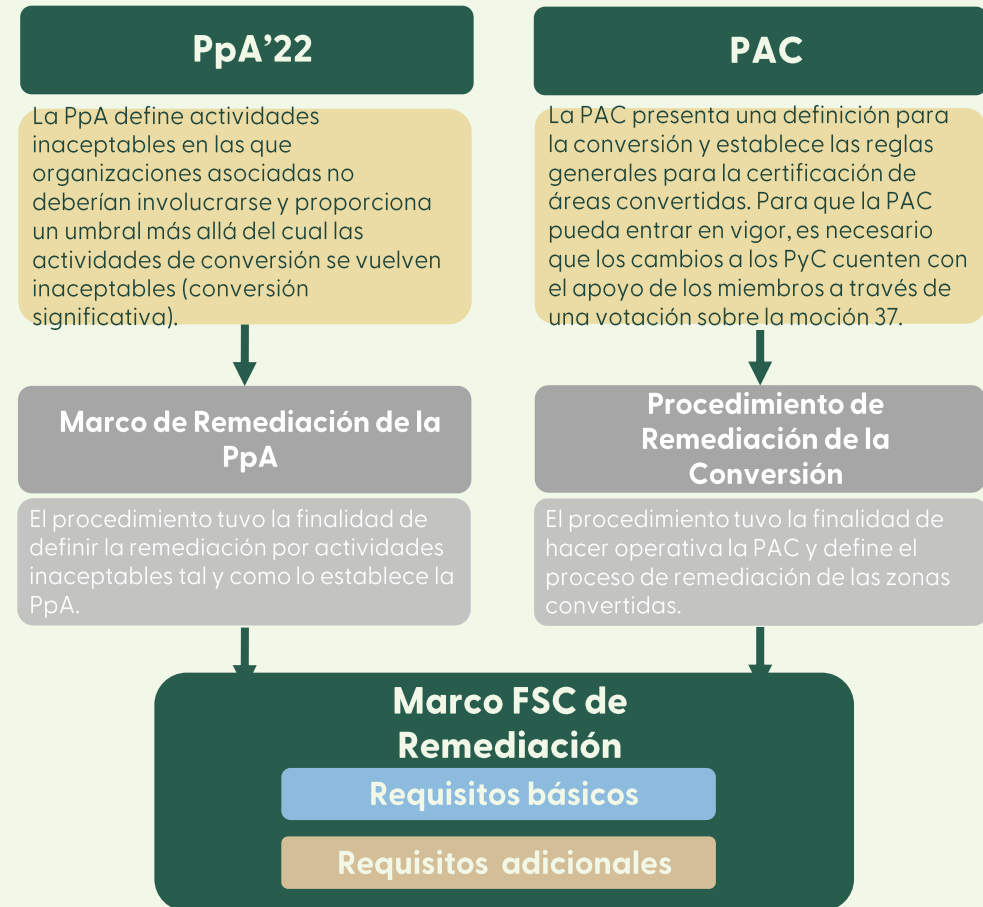 PpA’22
La PpA define actividades
inaceptables en las que
organizaciones asociadas no
deberían involucrarse y proporciona
un umbral más allá del cual las
actividades de conversión se vuelven
inaceptables (conversión
significativa).
Marco de Remediación de la
PpA
El procedimiento tuvo la finalidad de
definir la remediación por actividades
inaceptables tal y como lo establece la
PpA.
PAC
La PAC presenta una definición para
la conversión y establece las reglas
generales para la certificación de
áreas convertidas. Para que la PAC
pueda entrar en vigor, es necesario
que los cambios a los PyC cuenten con
el apoyo de los miembros a través de
una votación sobre la moción 37.
Procedimiento de
Remediación de la
Conversión
El procedimiento tuvo la finalidad de
hacer operativa la PAC y define el
proceso de remediación de las zonas
convertidas.
Marco FSC de
Remediación
Requisitos básicos
Requisitos adicionales